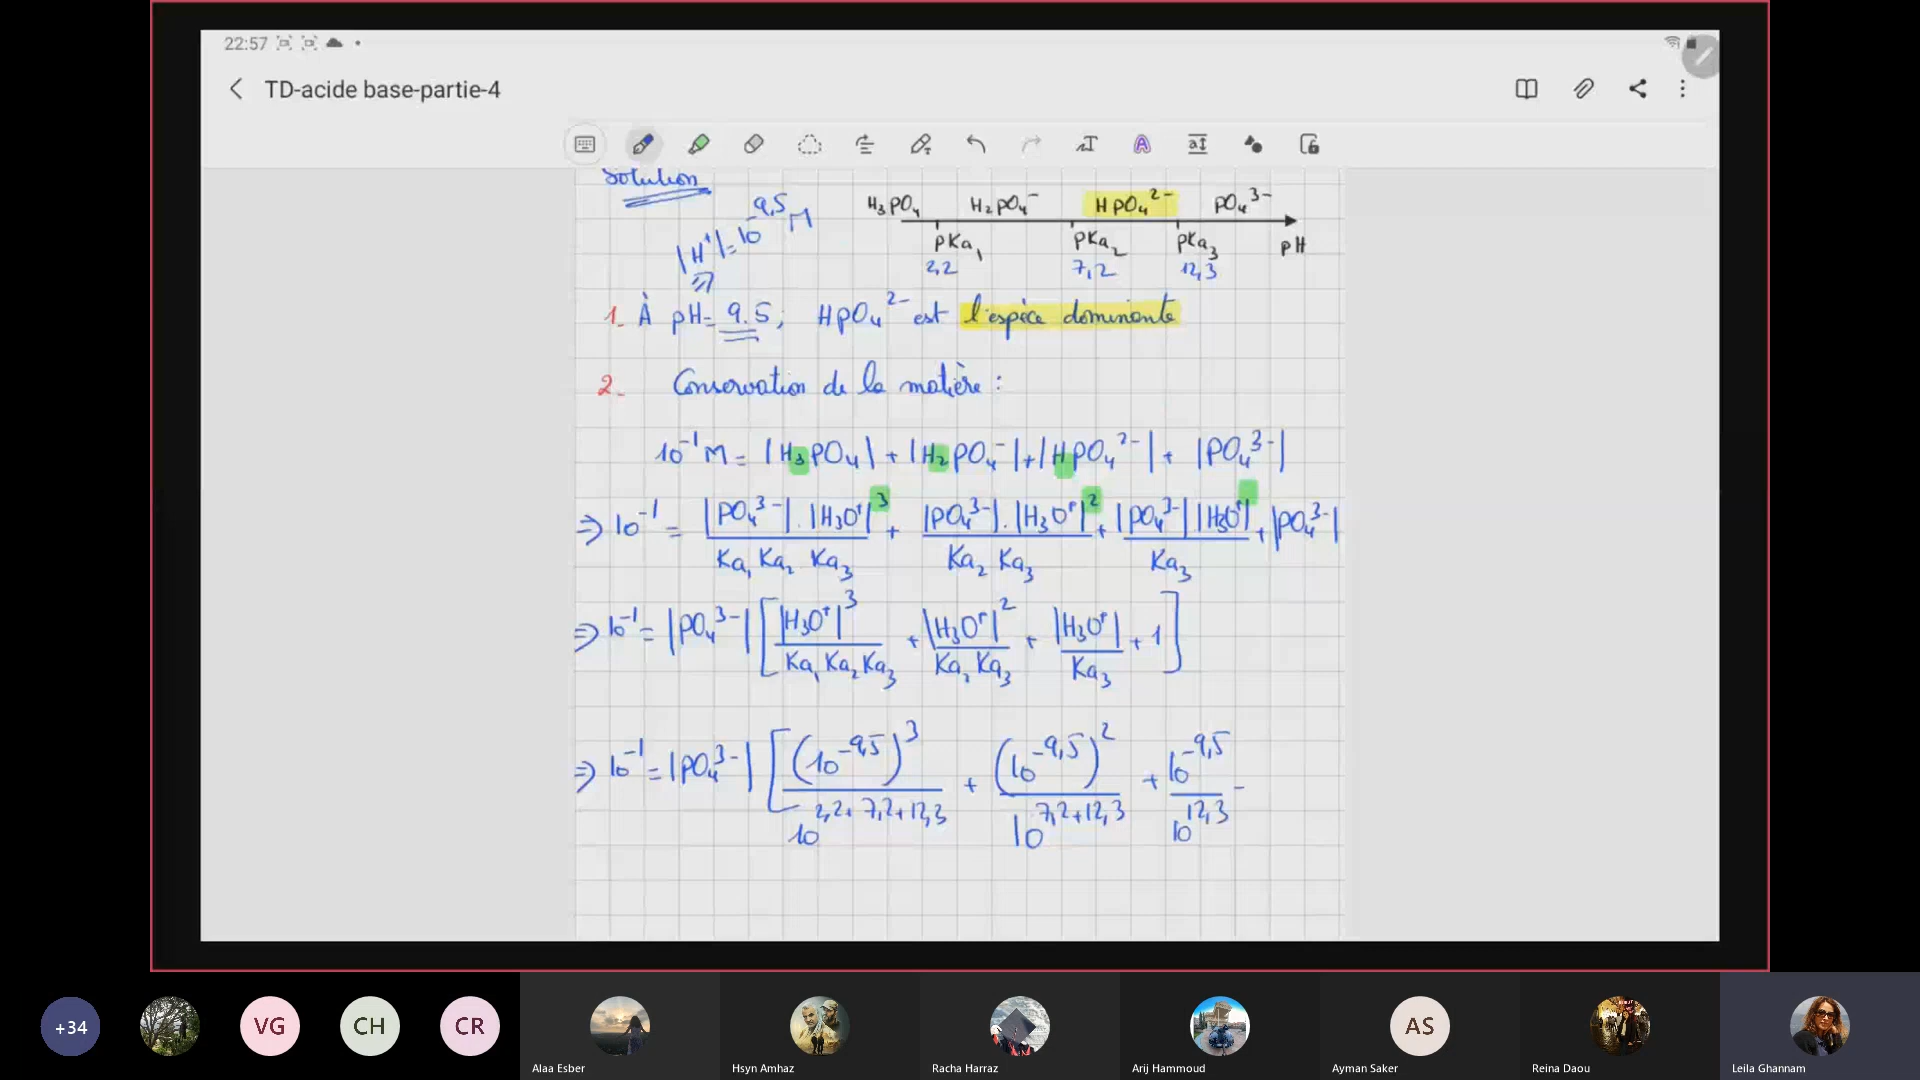 22:57
TD-acide base-partie-4
Solution
|H⁺|=10^-9,5 M
H₃PO₄ H₂PO₄⁻ HPO₄²⁻ PO₄³⁻
pKa₁ pKa₂ pKa₃ pH
2,2 7,2 12,3
1. À pH= 9.5; HPO₄²⁻ est l'espèce dominante
2. Conservation de la matière :
10⁻¹ M = |H₃PO₄| + |H₂PO₄⁻| + |HPO₄²⁻| + |PO₄³⁻|
⇒ 10⁻¹ = |PO₄³⁻|.|H₃O⁺|³ / Ka₁ Ka₂ Ka₃ + |PO₄³⁻|.|H₃O⁺|² / Ka₂ Ka₃ + |PO₄³⁻||H₃O⁺| / Ka₃ + |PO₄³⁻|
⇒ 10⁻¹ = |PO₄³⁻| [ |H₃O⁺|³ / Ka₁ Ka₂ Ka₃ + |H₃O⁺|² / Ka₂ Ka₃ + |H₃O⁺| / Ka₃ + 1 ]
⇒ 10⁻¹ = |PO₄³⁻| [ (10^-9,5)³ / 10^2,2+7,2+12,3 + (10^-9,5)² / 10^7,2+12,3 + 10^-9,5 / 10^12,3 -
+34 VG CH CR AS
Alaa Esber Hsyn Amhaz Racha Harraz Arij Hammoud Ayman Saker Reina Daou Leila Ghannam